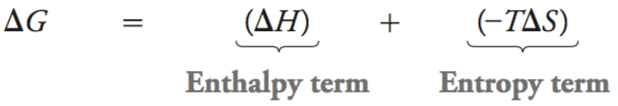 ΔG = (ΔH) + (−TΔS)
Enthalpy term Entropy term